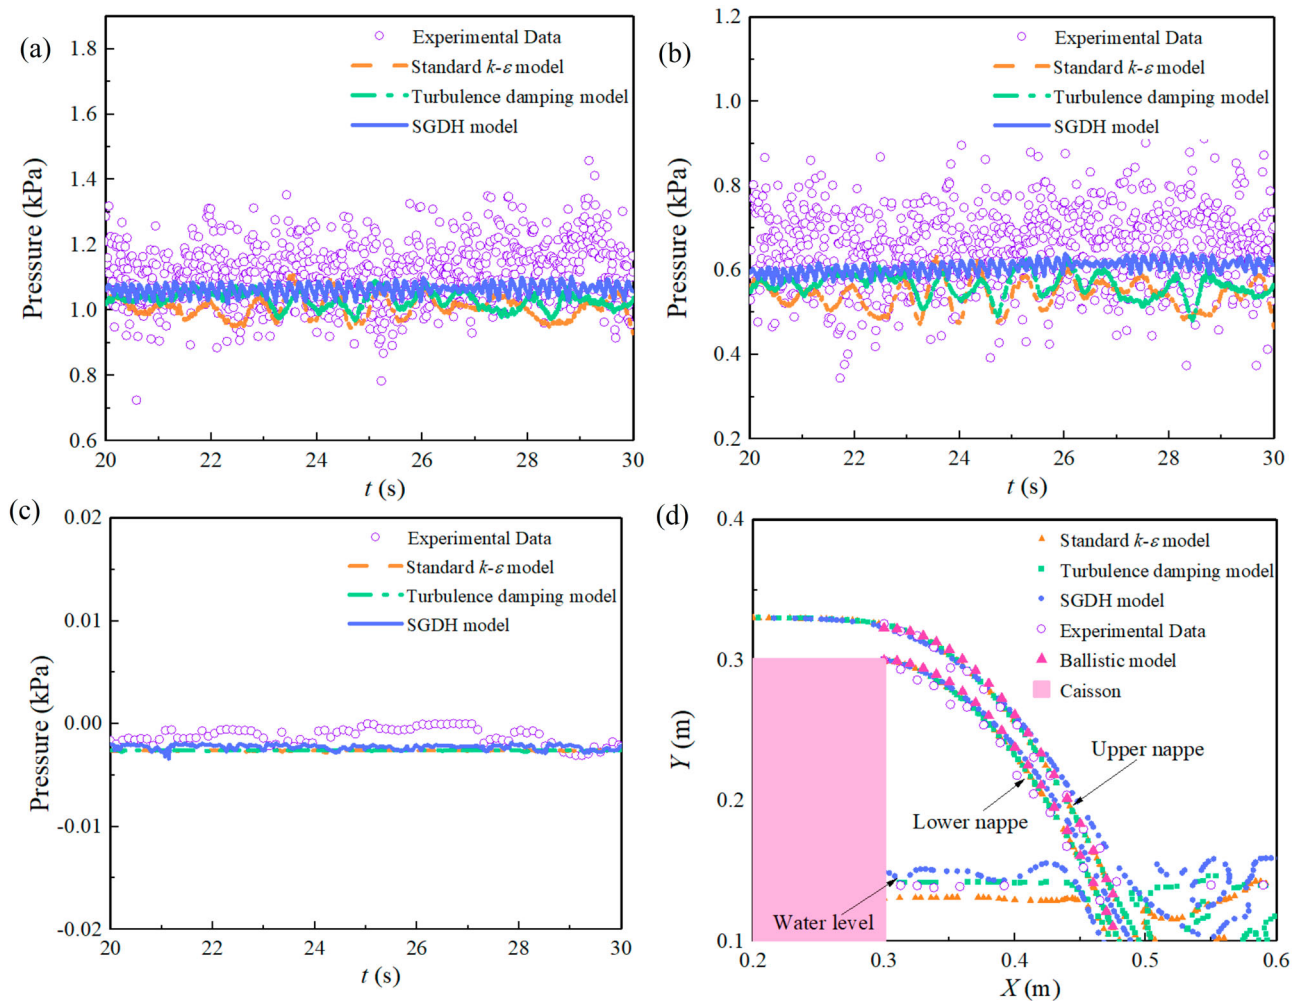 (a)
1.8
1.6
1.4
1.2
1.0
0.8
0.6
Pressure (kPa)
Experimental Data
Standard k-ε model
Turbulence damping model
SGDH model
20 22 24 26 28 30
t (s)
(b)
1.2
1.0
0.8
0.6
0.4
0.2
Pressure (kPa)
Experimental Data
Standard k-ε model
Turbulence damping model
SGDH model
20 22 24 26 28 30
t (s)
(c)
0.02
0.01
0.00
-0.01
-0.02
Pressure (kPa)
Experimental Data
Standard k-ε model
Turbulence damping model
SGDH model
20 22 24 26 28 30
t (s)
(d)
0.4
0.3
0.2
0.1
Y (m)
Standard k-ε model
Turbulence damping model
SGDH model
Experimental Data
Ballistic model
Caisson
Upper nappe
Lower nappe
Water level
0.2 0.3 0.4 0.5 0.6
X (m)